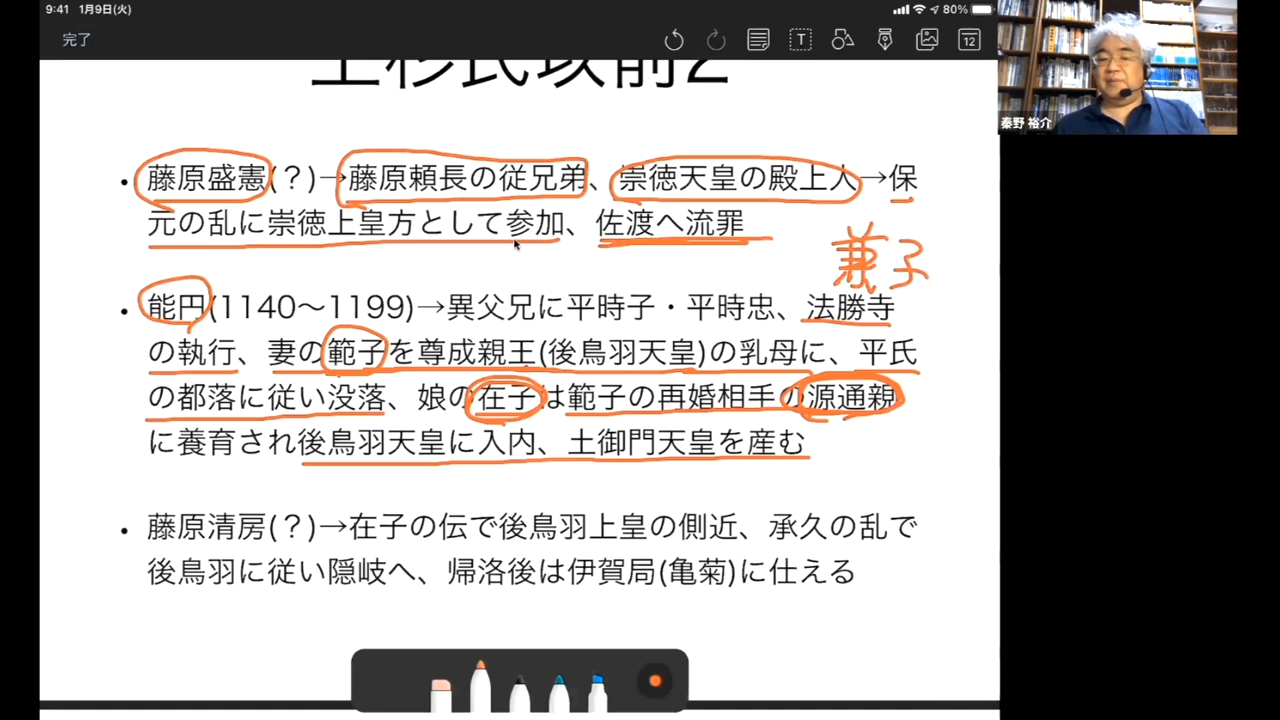 9:41 1月9日(火)
80%
完了
T
12
上杉氏以前2
秦野 裕介
• 藤原盛憲(？)→藤原頼長の従兄弟、崇徳天皇の殿上人→保
元の乱に崇徳上皇方として参加、佐渡へ流罪
兼子
• 能円(1140〜1199)→異父兄に平時子・平時忠、法勝寺
の執行、妻の範子を尊成親王(後鳥羽天皇)の乳母に、平氏
の都落に従い没落、娘の在子は範子の再婚相手の源通親
に養育され後鳥羽天皇に入内、土御門天皇を産む
• 藤原清房(？)→在子の伝で後鳥羽上皇の側近、承久の乱で
後鳥羽に従い隠岐へ、帰洛後は伊賀局(亀菊)に仕える